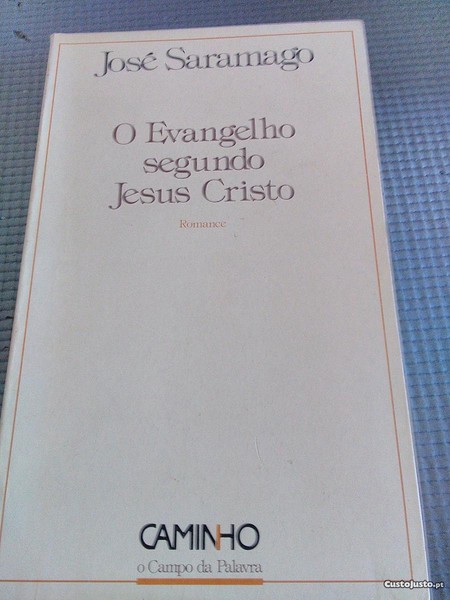 José Saramago
O Evangelho
segundo
Jesus Cristo
Romance
CAMINHO
o Campo da Palavra
CustoJusto.pt